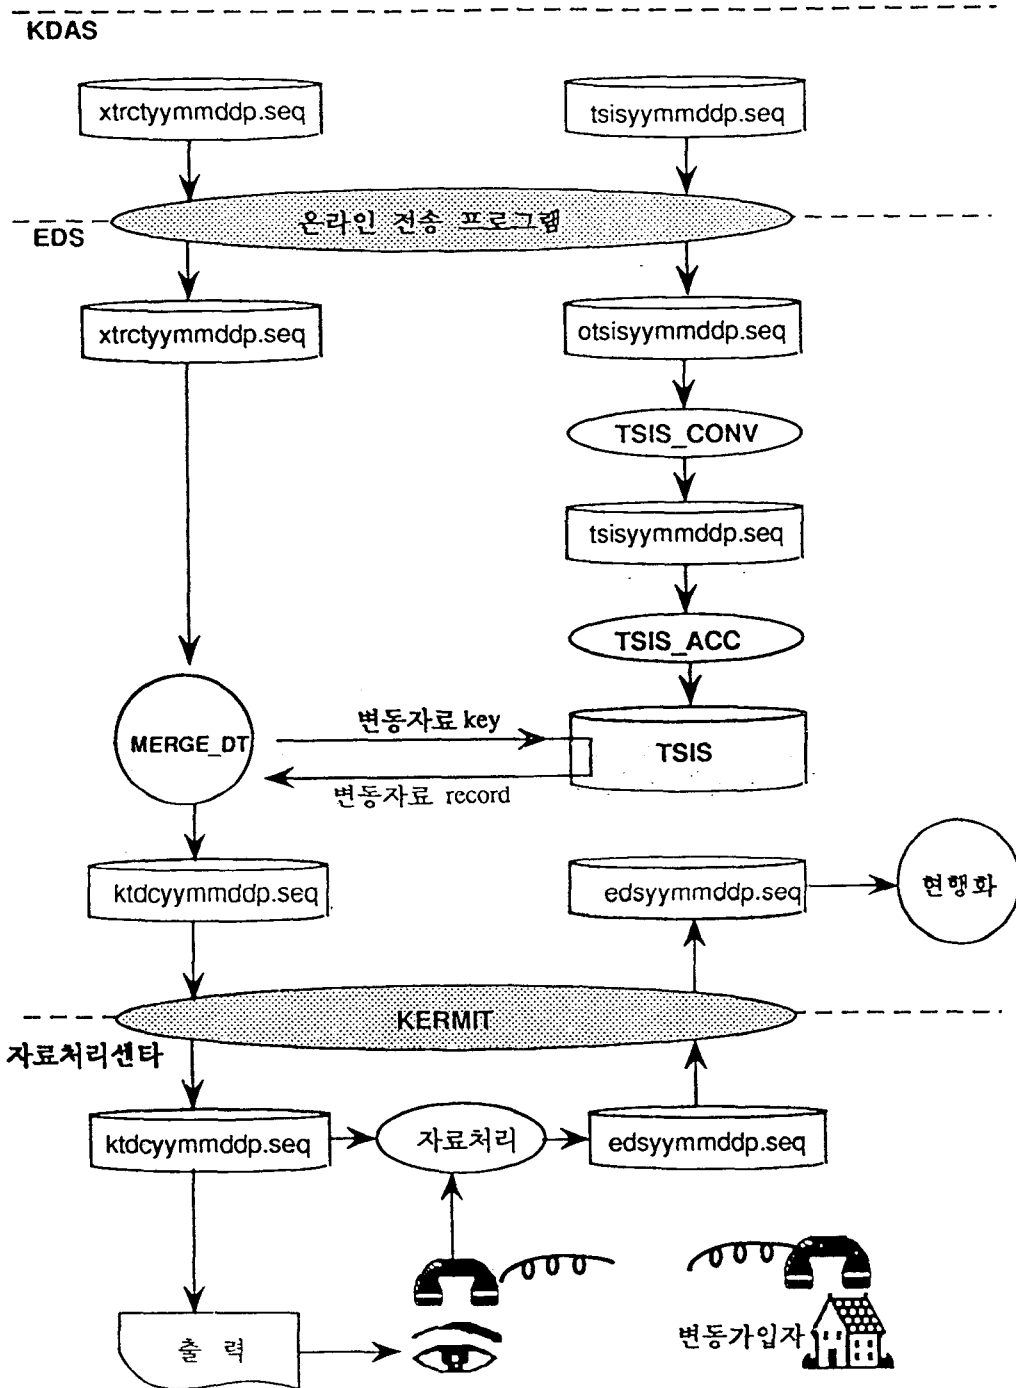 KDAS
xtrctyymmddp.seq
tsisyymmddp.seq
온라인 전송 프로그램
EDS
xtrctyymmddp.seq
otsisyymmddp.seq
TSIS_CONV
tsisyymmddp.seq
TSIS_ACC
변동자료 key
MERGE_DT
TSIS
변동자료 record
ktdcyymmddp.seq
edsyymmddp.seq
현행화
KERMIT
자료처리센타
ktdcyymmddp.seq
자료처리
edsyymmddp.seq
변동가입자
출 력